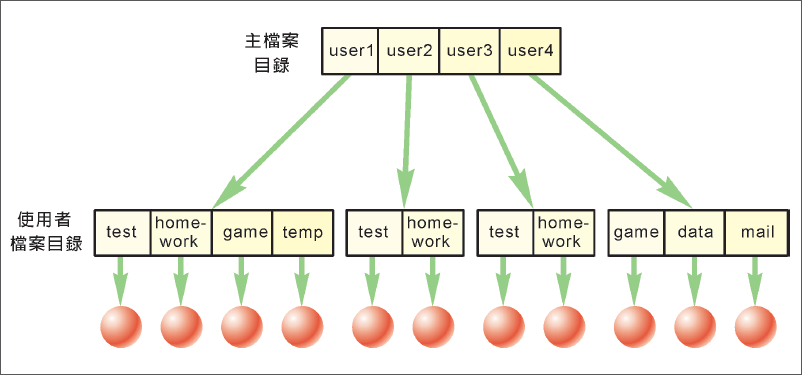 主檔案
目錄
user1 user2 user3 user4
使用者
檔案目錄
test home-
work game temp
test home-
work
test home-
work
game data mail